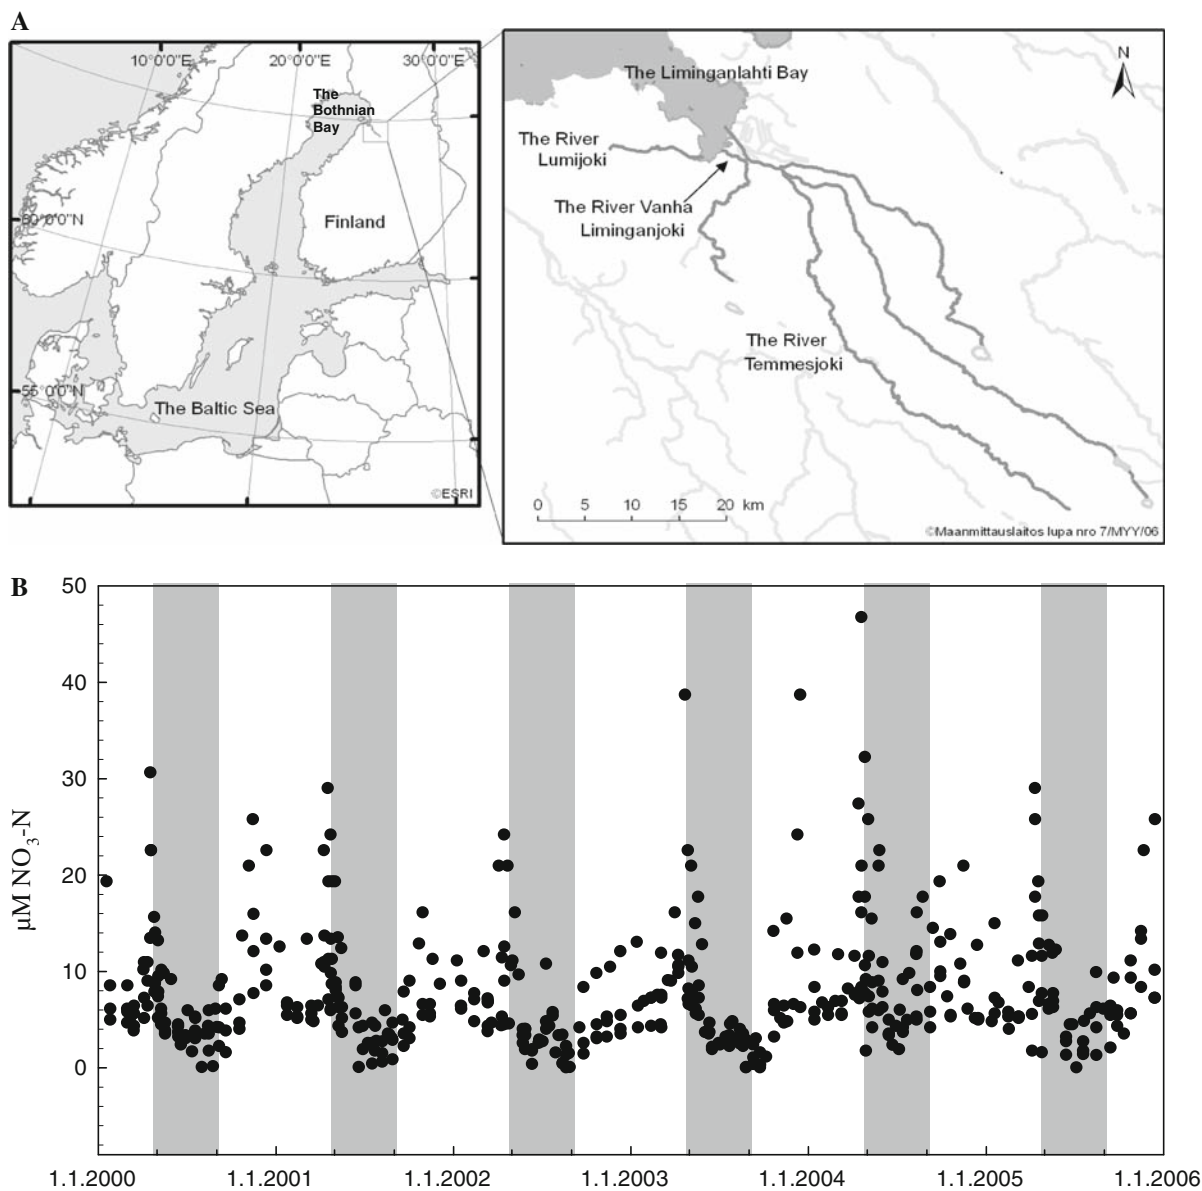 A
10°0'0"E
20°0'0"E
30°0'0"E
The
Bothnian
Bay
60°0'0"N
Finland
55°0'0"N
The Baltic Sea
©ESRI
N
The Liminganlahti Bay
The River
Lumijoki
The River Vanha
Liminganjoki
The River
Temmesjoki
0 5 10 15 20 km
©Maanmittauslaitos lupa nro 7/MYY/06
B
50
40
30
20
10
0
µM NO3-N
1.1.2000 1.1.2001 1.1.2002 1.1.2003 1.1.2004 1.1.2005 1.1.2006